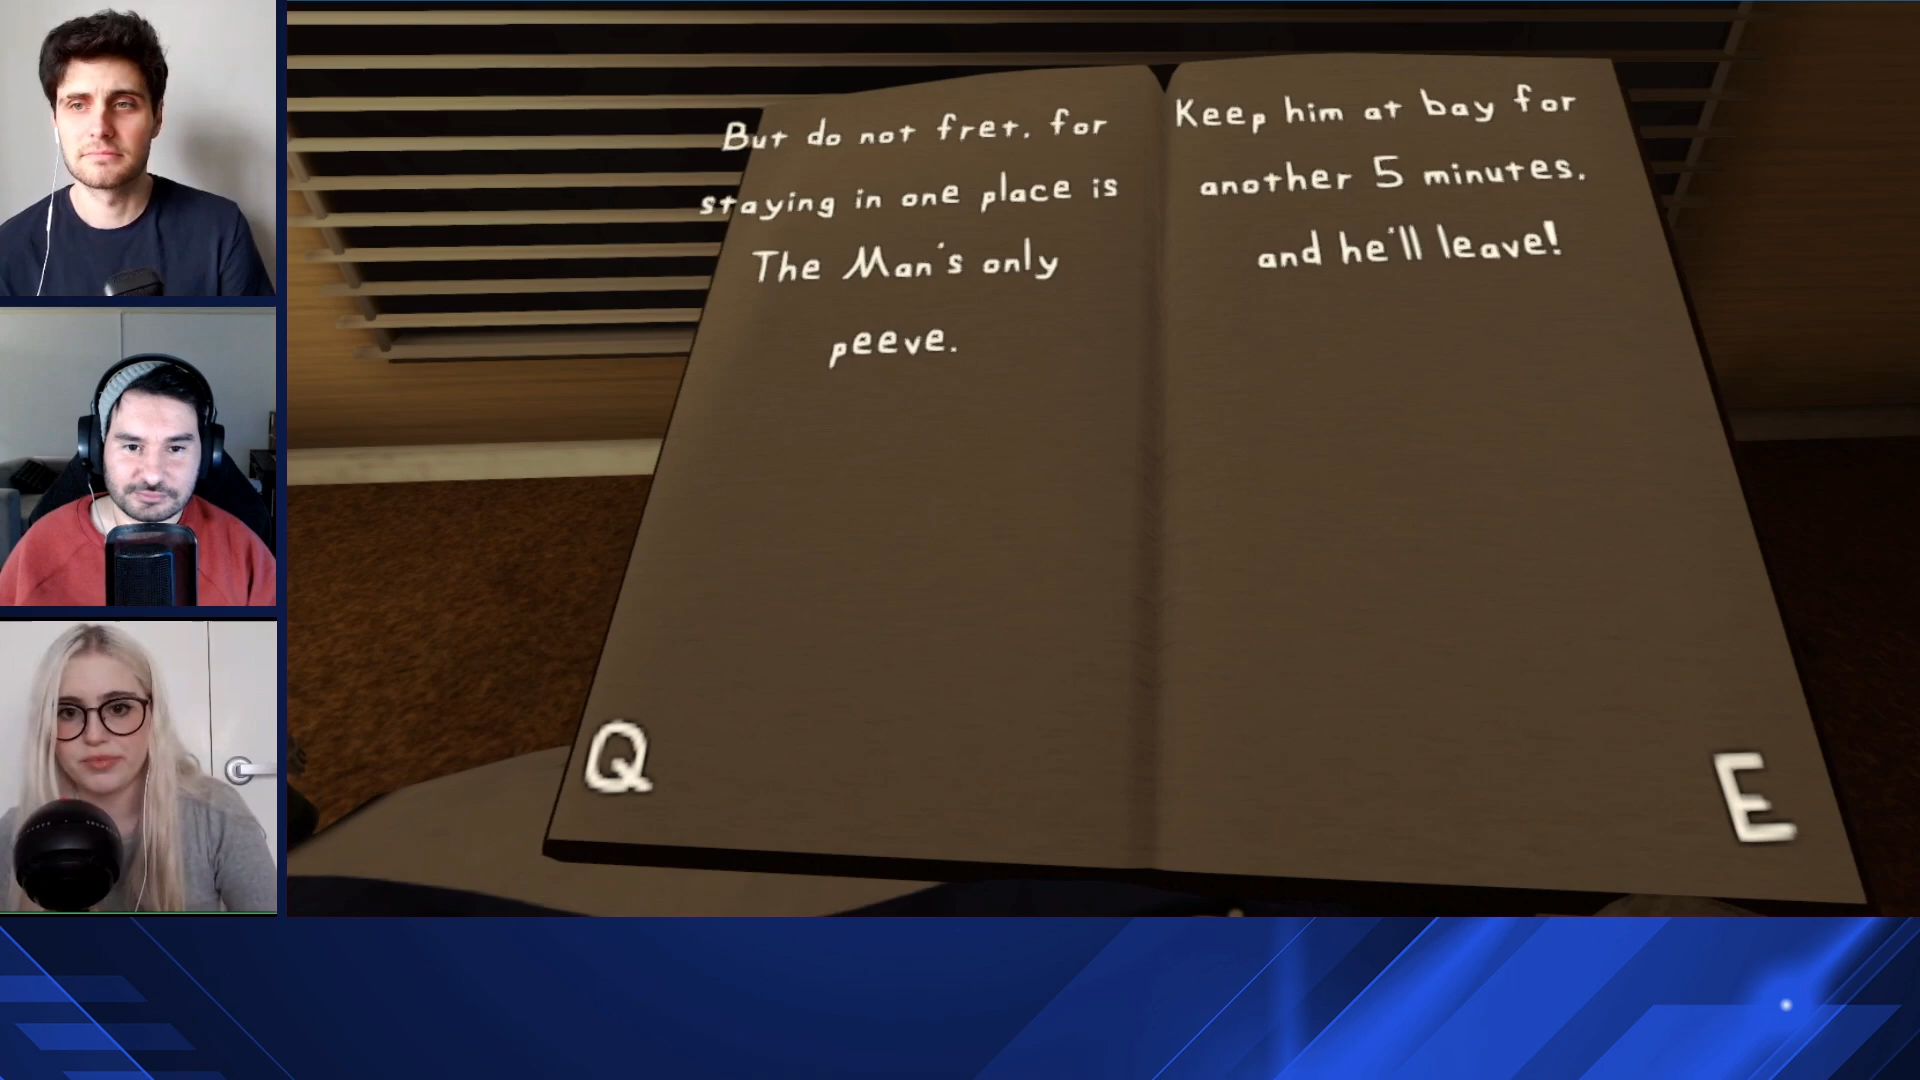 But do not fret, for
staying in one place is
The Man's only
peeve.
Keep him at bay for
another 5 minutes,
and he'll leave!
Q
E